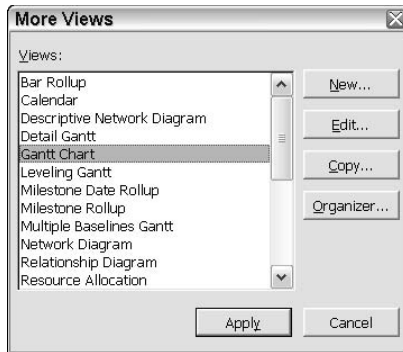 More Views
Views:
Bar Rollup
Calendar
Descriptive Network Diagram
Detail Gantt
Gantt Chart
Leveling Gantt
Milestone Date Rollup
Milestone Rollup
Multiple Baselines Gantt
Network Diagram
Relationship Diagram
Resource Allocation
New...
Edit...
Copy...
Organizer...
Apply
Cancel